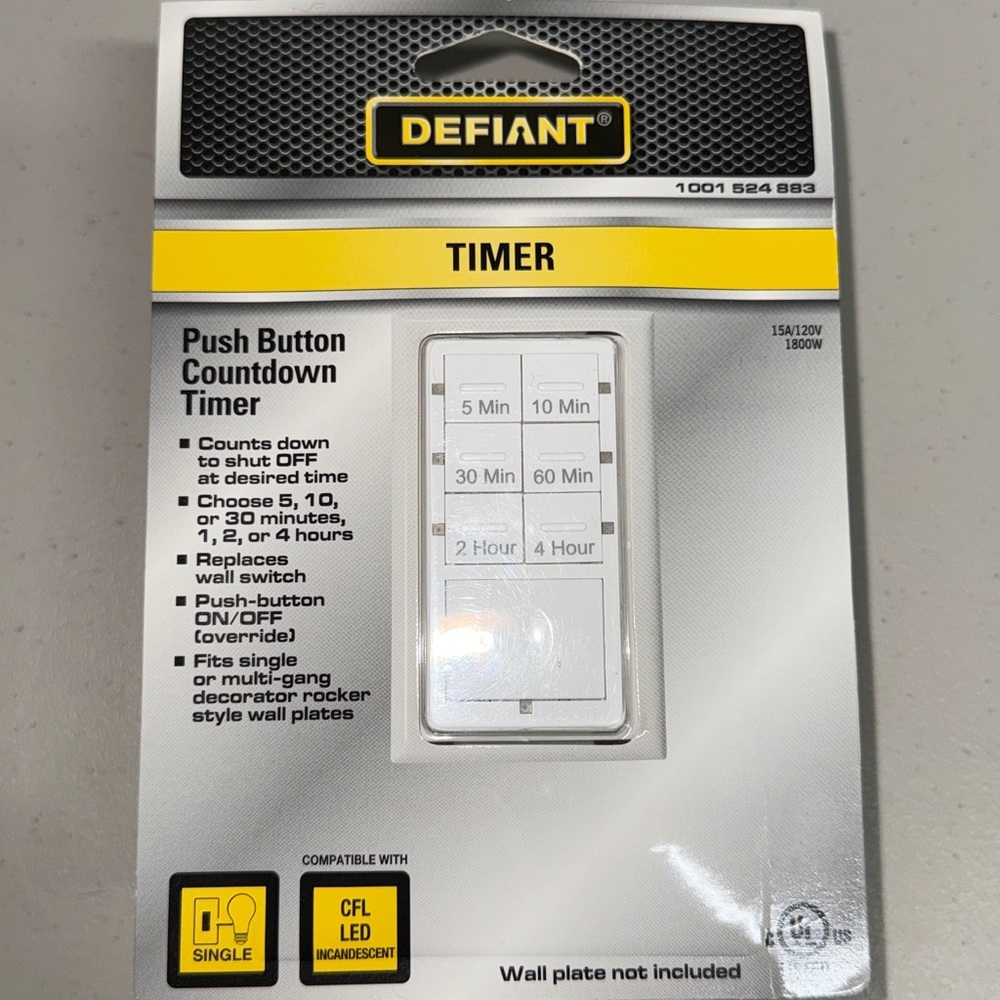 DEFIANT®
1001 524 883
TIMER
15A/120V
1800W
Push Button
Countdown
Timer
■ Counts down
to shut OFF
at desired time
■ Choose 5, 10,
or 30 minutes,
1, 2, or 4 hours
■ Replaces
wall switch
■ Push-button
ON/OFF
(override)
■ Fits single
or multi-gang
decorator rocker
style wall plates
5 Min 10 Min
30 Min 60 Min
2 Hour 4 Hour
COMPATIBLE WITH
SINGLE
CFL
LED
INCANDESCENT
C UL US
Wall plate not included